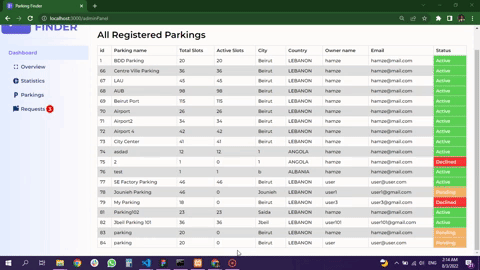 Parking Finder
localhost:3000/adminPanel
FINDER
Dashboard
Overview
Statistics
Parkings
Requests 3
All Registered Parkings
id Parking name Total Slots Active Slots City Country Owner name Email Status
1 BDD Parking 20 20 Beirut LEBANON hamze hamze@mail.com Active
66 Centre Ville Parking 36 36 Beirut LEBANON hamze hamze@mail.com Active
67 LAU 45 45 Beirut LEBANON hamze hamze@mail.com Active
68 AUB 98 98 Beirut LEBANON hamze hamze@mail.com Active
69 Beirut Port 115 115 Beirut LEBANON hamze hamze@mail.com Active
70 Airport 26 26 Beirut LEBANON hamze hamze@mail.com Active
71 Airport2 34 34 Beirut LEBANON hamze hamze@mail.com Active
72 Airport 4 42 42 Beirut LEBANON hamze hamze@mail.com Active
73 City Center 41 41 Beirut LEBANON hamze hamze@mail.com Active
74 asdad 12 12 1 ANGOLA hamze hamze@mail.com Active
75 2 1 0 1 ANGOLA hamze hamze@mail.com Declined
76 test 1 1 ALBANIA hamze hamze@mail.com Active
77 SE Factory Parking 46 46 Beirut LEBANON user user@user.com Active
78 Jounieh Parking 46 0 Jounieh LEBANON user1 user1@gmail.com Pending
79 My Parking 18 0 Beirut LEBANON user3 user3@gmail.com Declined
81 Parking102 23 23 Saida LEBANON hamze hamze@mail.com Active
82 Jbeil Parking 101 36 36 Jbeil LEBANON user101 user101@gmail.com Active
83 parking 20 0 Beirut LEBANON hamze hamze@mail.com Pending
84 parking 20 0 Beirut LEBANON user user@user.com Pending
2:14 AM
8/3/2022